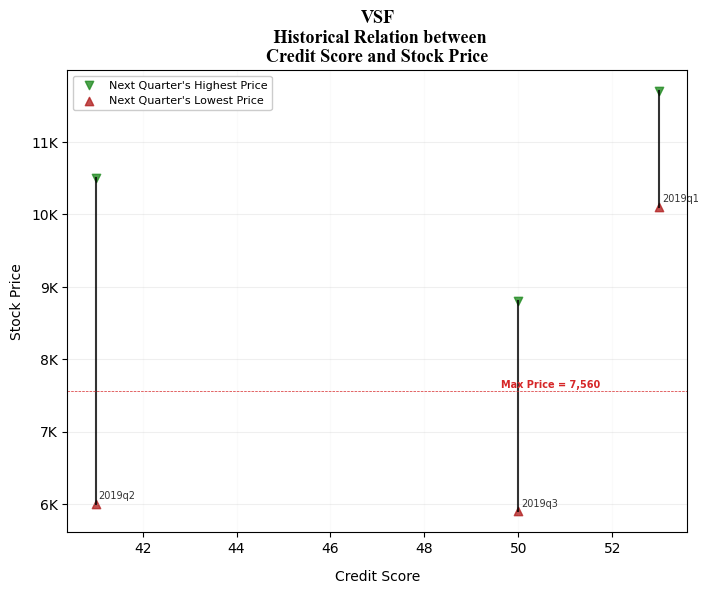 VSF
Historical Relation between
Credit Score and Stock Price
Next Quarter's Highest Price
Next Quarter's Lowest Price
11K
10K
9K
8K
7K
6K
Stock Price
2019q1
Max Price = 7,560
2019q2
2019q3
42
44
46
48
50
52
Credit Score